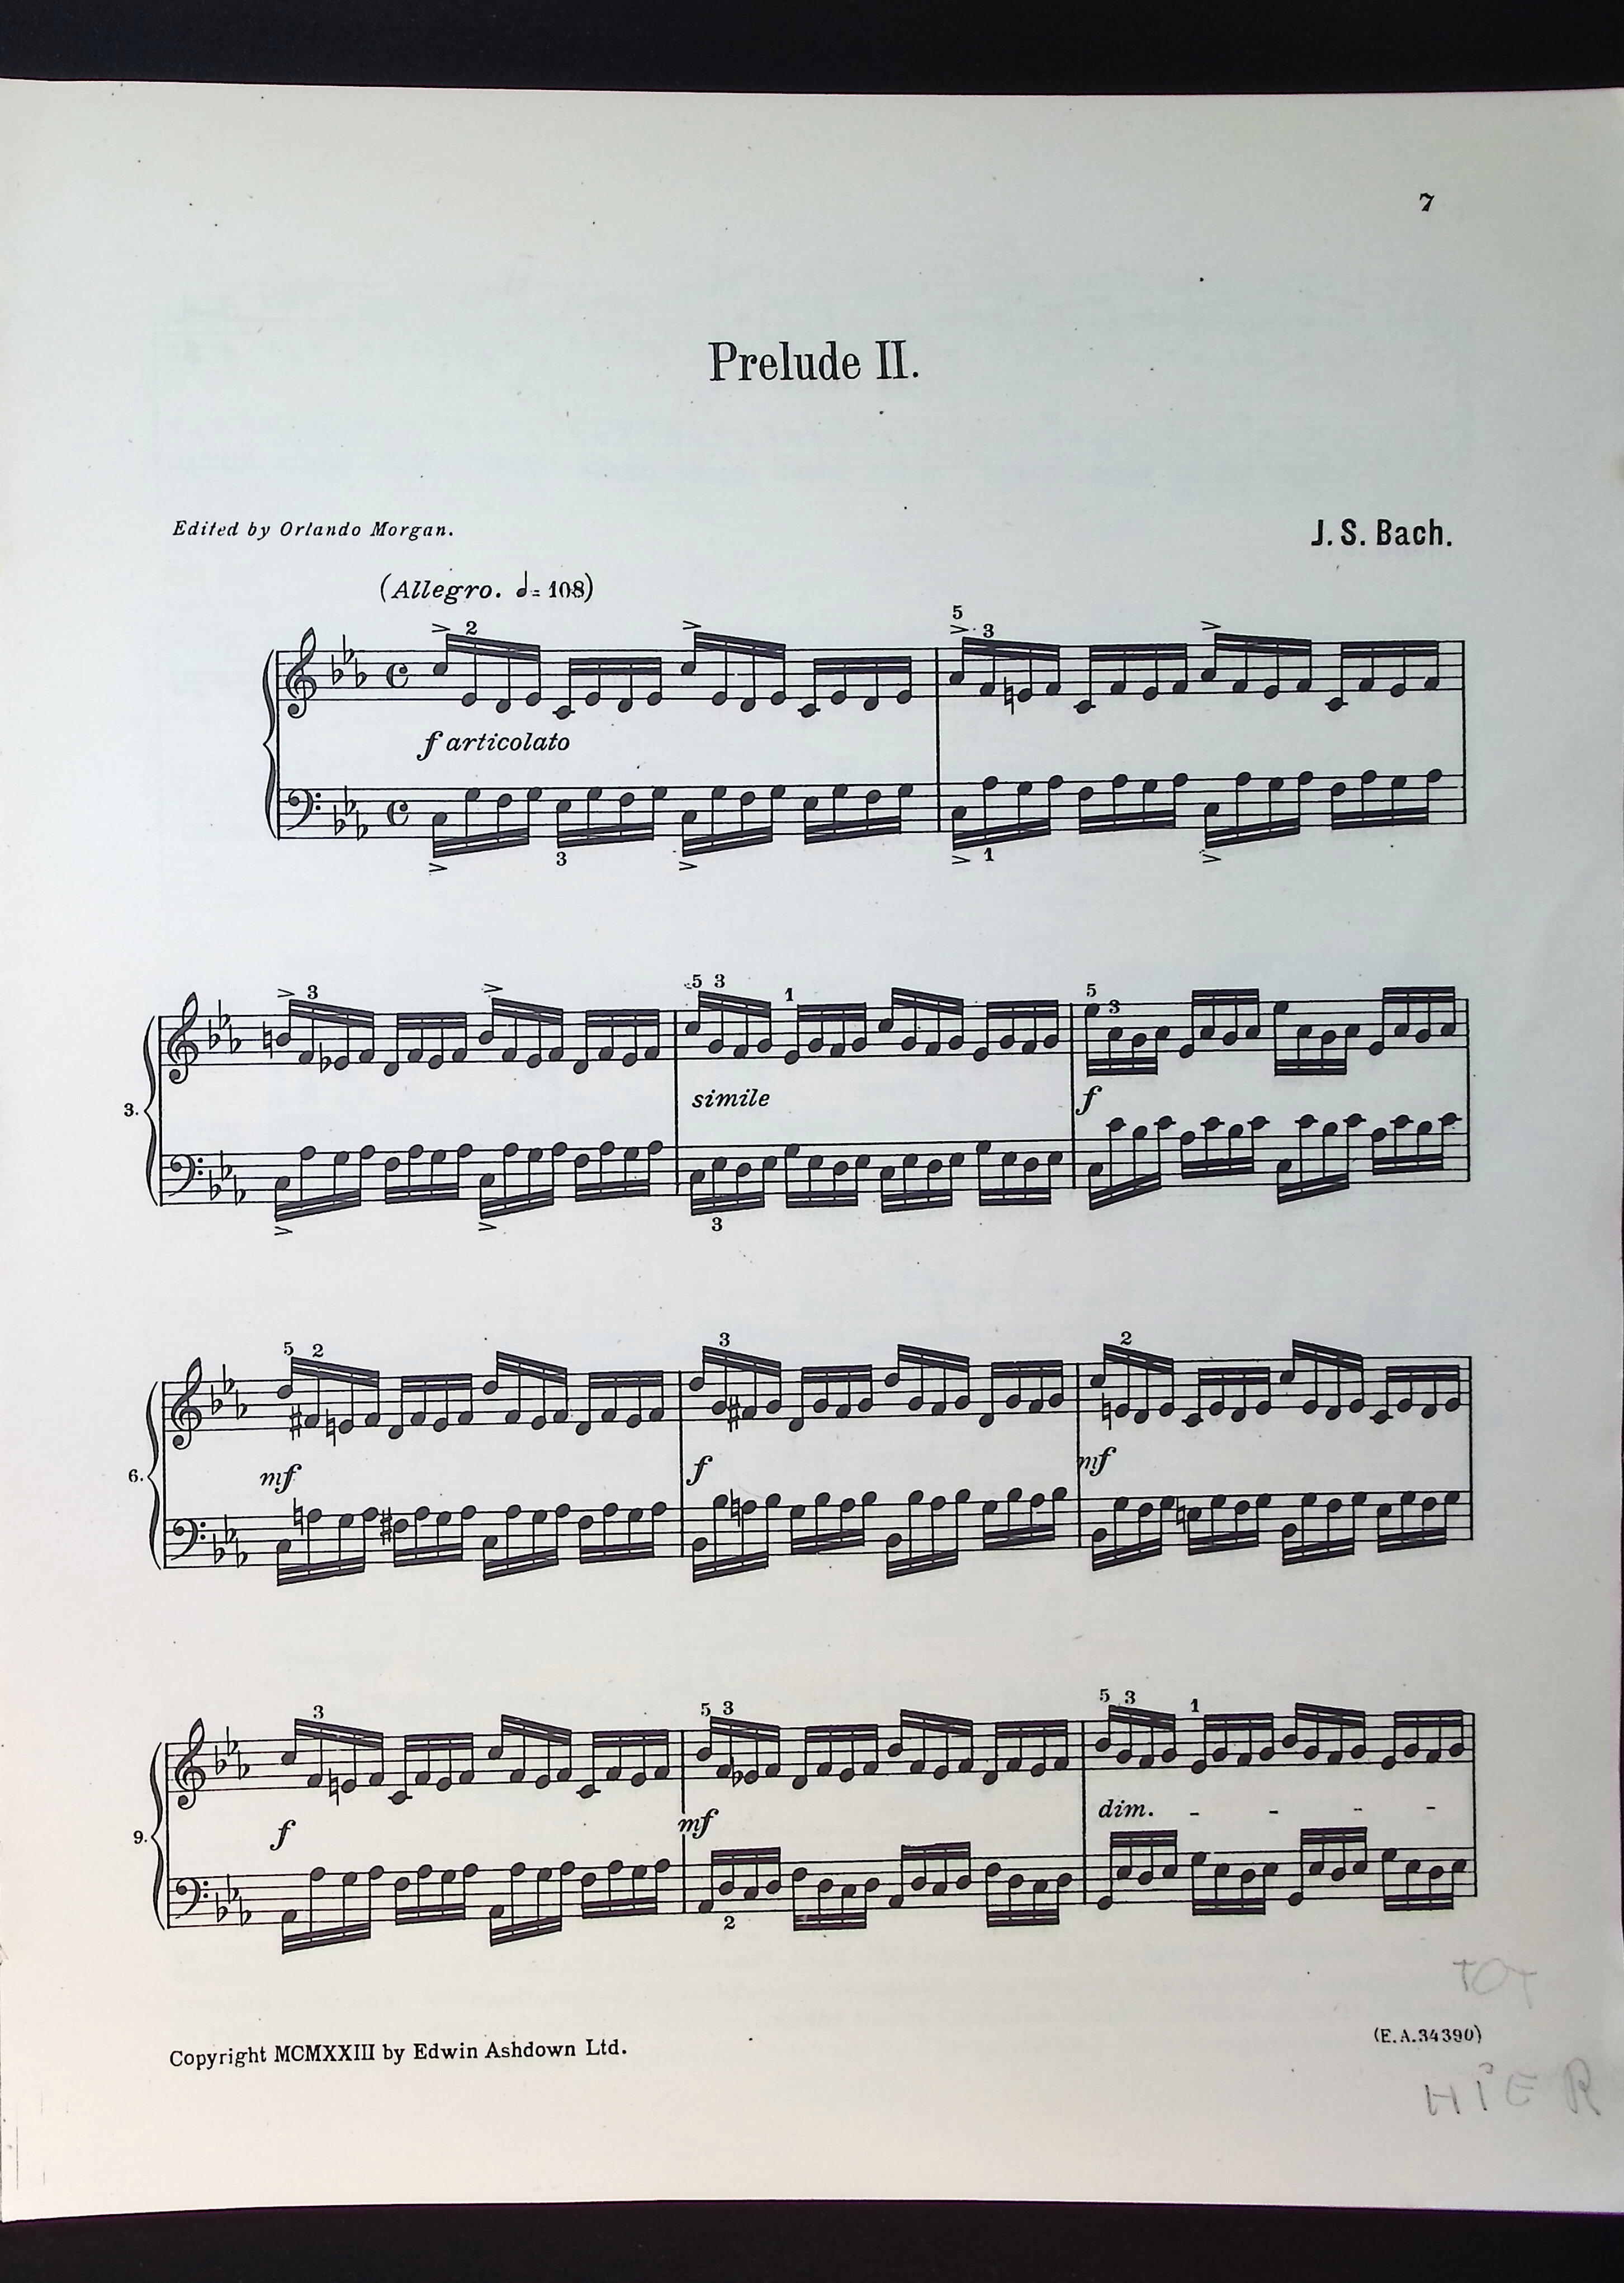 7
Prelude II.
Edited by Orlando Morgan.
J. S. Bach.
(Allegro. 𝅗𝅥 = 108)
> 2 > 5 > 3 >
f articolato
> 3 > > 1 >
> 3 > 5 3 1 5 3
simile f
3.
> > 3
5 2 3 2
mf f mf
6.
3 5 3 5 3 1
f mf dim. - - - -
9.
2
TOT
Copyright MCMXXIII by Edwin Ashdown Ltd.
(E.A.34390)
HIER